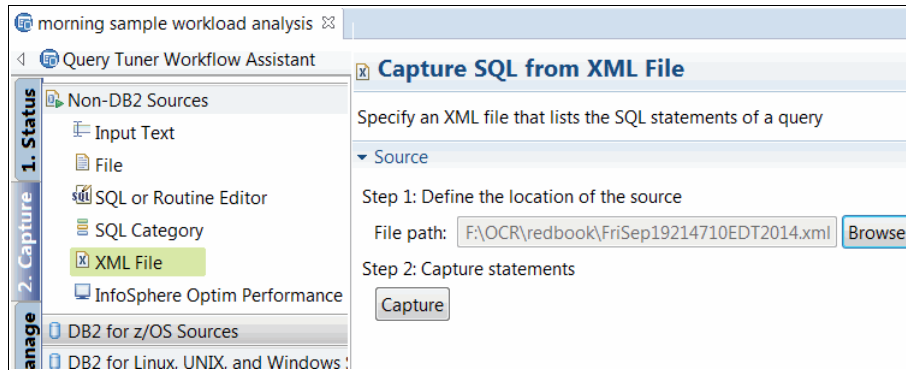 morning sample workload analysis
Query Tuner Workflow Assistant
1. Status
2. Capture
Non-DB2 Sources
Input Text
File
SQL or Routine Editor
SQL Category
XML File
InfoSphere Optim Performance
DB2 for z/OS Sources
DB2 for Linux, UNIX, and Windows
Capture SQL from XML File
Specify an XML file that lists the SQL statements of a query
Source
Step 1: Define the location of the source
File path: F:\OCR\redbook\FriSep19214710EDT2014.xml Browse
Step 2: Capture statements
Capture